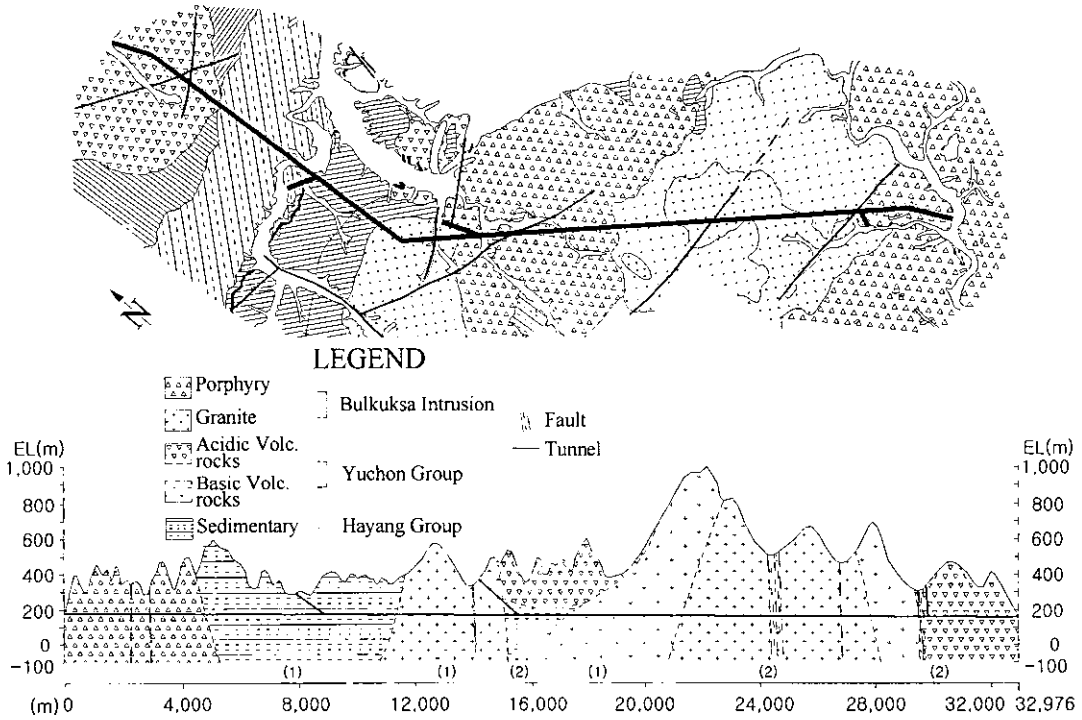 N
LEGEND
Porphyry
Granite
Bulkuksa Intrusion
Acidic Volc.
rocks
Basic Volc.
rocks
Yuchon Group
Sedimentary
Hayang Group
Fault
Tunnel
EL(m)
1,000
800
600
400
200
0
-100
EL(m)
1,000
800
600
400
200
0
-100
(1) (1) (2) (1) (2) (2)
(m) 0 4,000 8,000 12,000 16,000 20,000 24,000 28,000 32,000 32,976